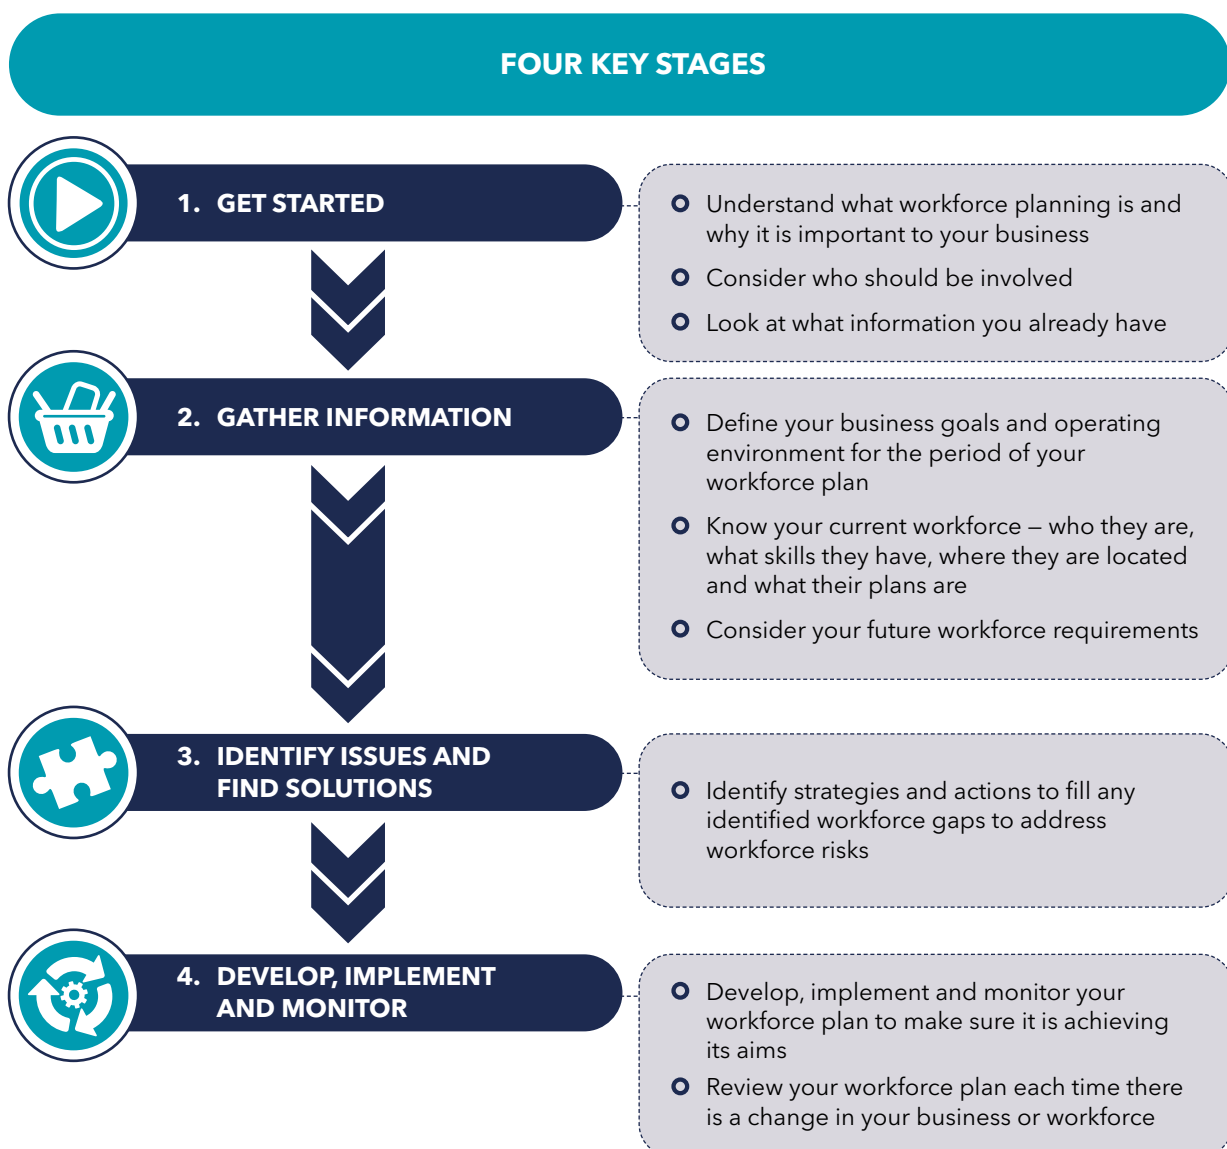 FOUR KEY STAGES
1. GET STARTED
Understand what workforce planning is and
why it is important to your business
Consider who should be involved
Look at what information you already have
2. GATHER INFORMATION
Define your business goals and operating
environment for the period of your
workforce plan
Know your current workforce – who they are,
what skills they have, where they are located
and what their plans are
Consider your future workforce requirements
3. IDENTIFY ISSUES AND
FIND SOLUTIONS
Identify strategies and actions to fill any
identified workforce gaps to address
workforce risks
4. DEVELOP, IMPLEMENT
AND MONITOR
Develop, implement and monitor your
workforce plan to make sure it is achieving
its aims
Review your workforce plan each time there
is a change in your business or workforce